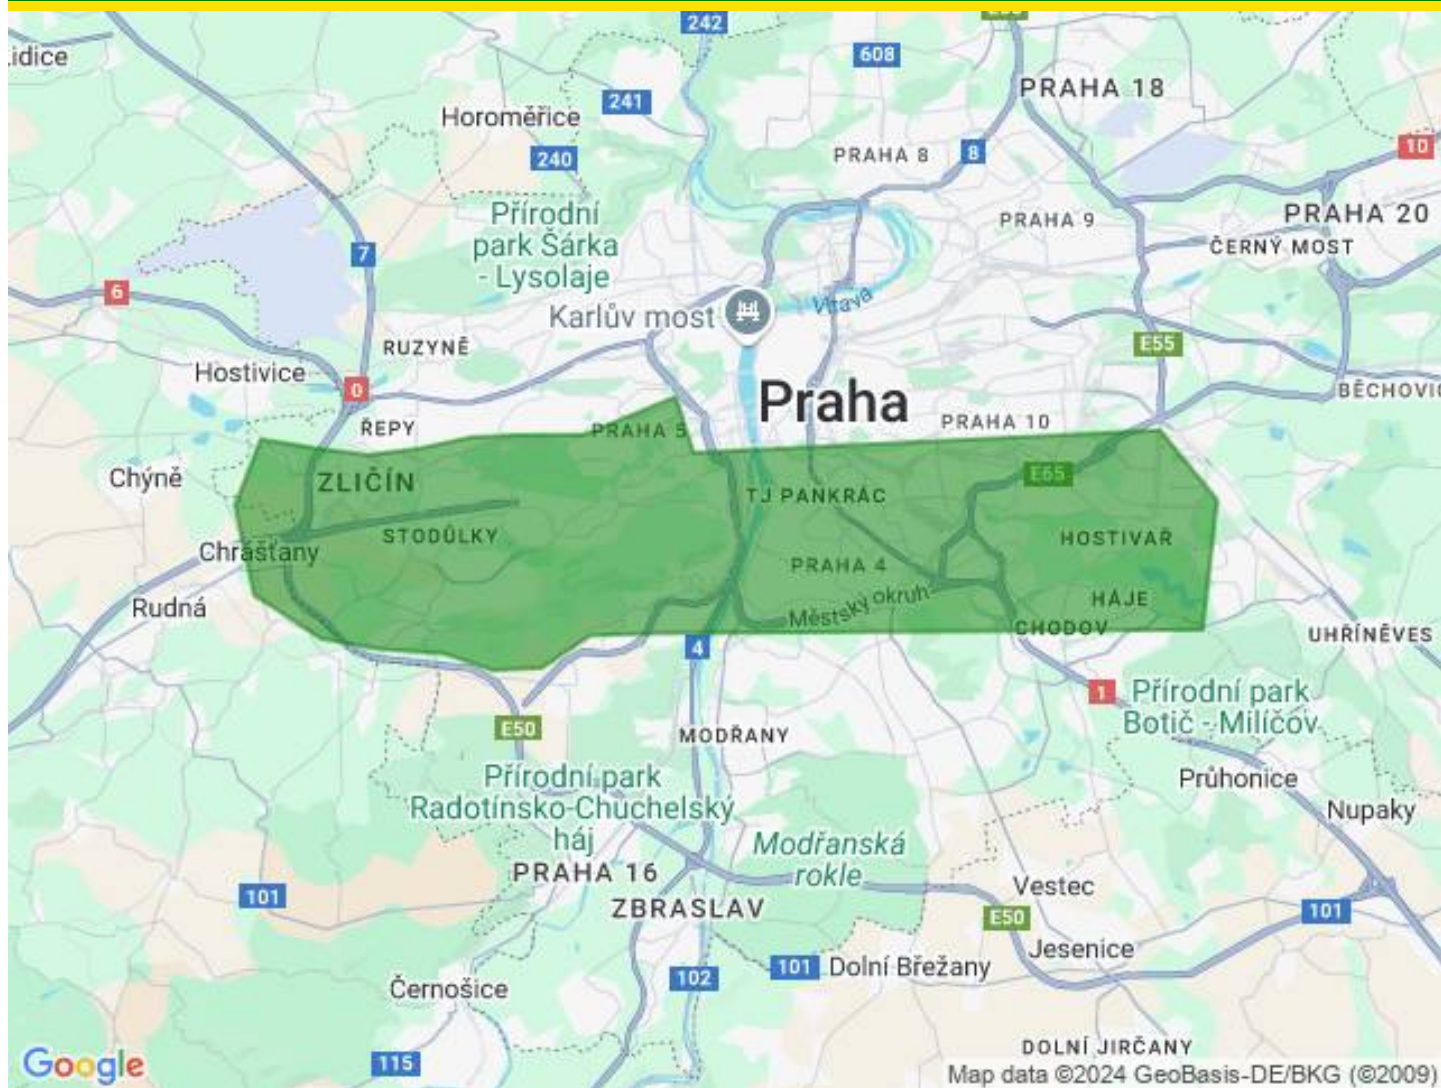 242
608
.idice
PRAHA 18
241
Horoměřice
10
PRAHA 8
8
240
Přírodní
park Šárka
- Lysolaje
PRAHA 9
PRAHA 20
ČERNÝ MOST
7
6
Vltava
Karlův most
RUZYNĚ
E55
Hostivice
0
BĚCHOVIC
Praha
ŘEPY
PRAHA 5
PRAHA 10
Chýně
ZLIČÍN
E65
TJ PANKRÁC
STODŮLKY
HOSTIVAŘ
Chrášťany
PRAHA 4
Rudná
Městský okruh
HÁJE
CHODOV
UHŘÍNĚVES
4
1
Přírodní park
Botič - Milíčov
E50
MODŘANY
Přírodní park
Radotínsko-Chuchelský
háj
Průhonice
Nupaky
Modřanská
rokle
PRAHA 16
Vestec
101
ZBRASLAV
E50
101
Jesenice
102
101
Dolní Břežany
Černošice
DOLNÍ JIRČANY
Google
115
Map data ©2024 GeoBasis-DE/BKG (©2009)